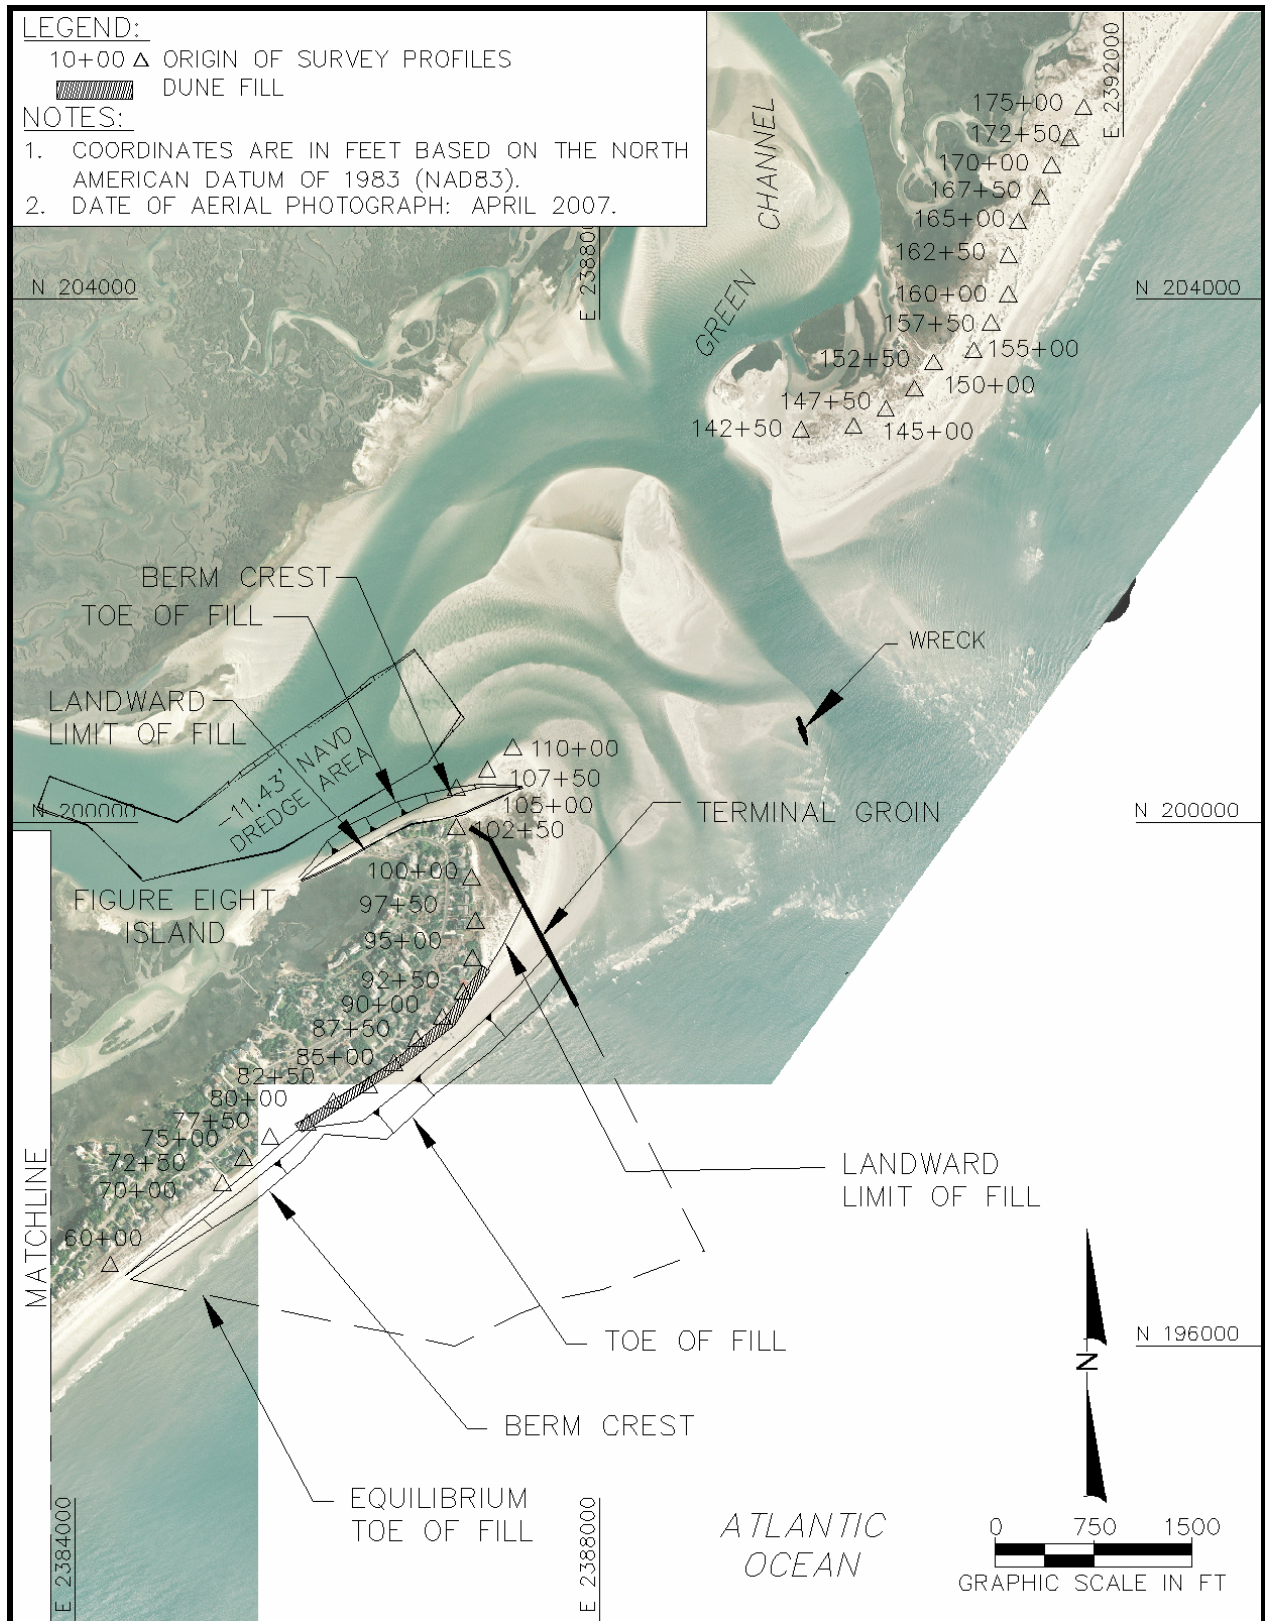 LEGEND:
10+00 ORIGIN OF SURVEY PROFILES
DUNE FILL
NOTES:
1. COORDINATES ARE IN FEET BASED ON THE NORTH
AMERICAN DATUM OF 1983 (NAD83).
2. DATE OF AERIAL PHOTOGRAPH: APRIL 2007.
E 2392000
E 2388000
175+00
172+50
170+00
167+50
165+00
162+50
160+00
157+50
155+00
152+50
150+00
147+50
145+00
142+50
GREEN CHANNEL
N 204000
N 204000
BERM CREST
TOE OF FILL
LANDWARD
LIMIT OF FILL
-11.43' NAVD
DREDGE AREA
WRECK
N 200000
N 200000
110+00
107+50
105+00
102+50
TERMINAL GROIN
100+00
97+50
95+00
92+50
90+00
87+50
85+00
82+50
80+00
77+50
75+00
72+50
70+00
60+00
FIGURE EIGHT
ISLAND
MATCHLINE
LANDWARD
LIMIT OF FILL
TOE OF FILL
BERM CREST
EQUILIBRIUM
TOE OF FILL
N 196000
N
E 2384000
E 2388000
ATLANTIC
OCEAN
0 750 1500
GRAPHIC SCALE IN FT